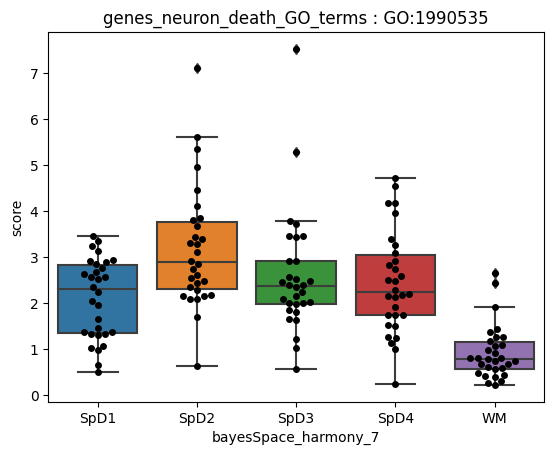 genes_neuron_death_GO_terms : GO:1990535
score
7
6
5
4
3
2
1
0
SpD1 SpD2 SpD3 SpD4 WM
bayesSpace_harmony_7